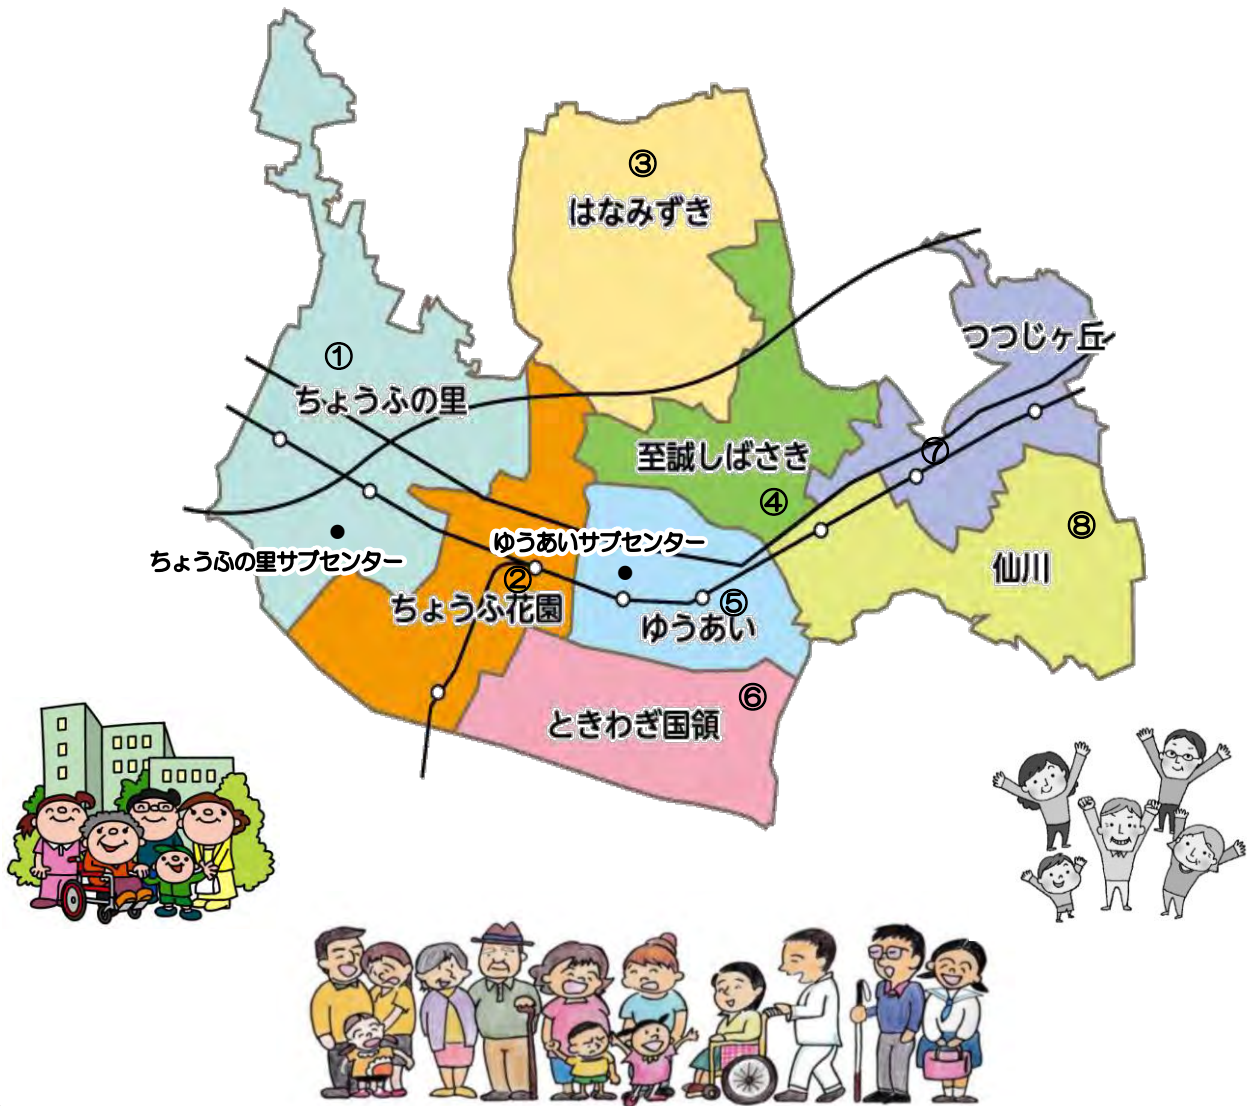 ③
はなみずき
つつじヶ丘
①
ちょうふの里
至誠しばさき
⑦
④
⑧
ちょうふの里サブセンター
ゆうあいサブセンター
仙川
②
ちょうふ花園
⑤
ゆうあい
⑥
ときわぎ国領